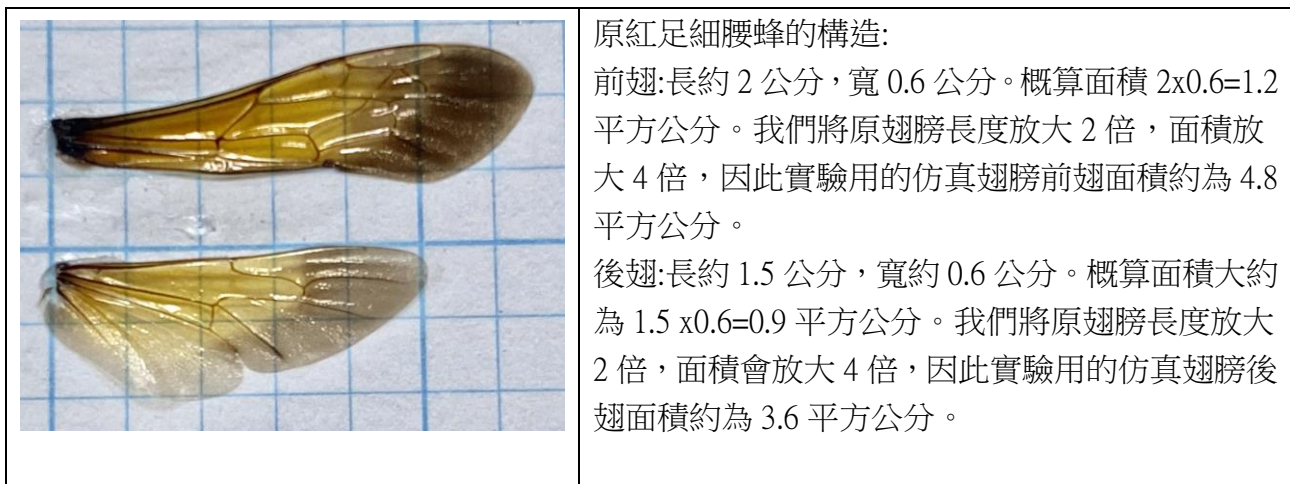 原紅足細腰蜂的構造:
前翅:長約 2 公分，寬 0.6 公分。概算面積 2x0.6=1.2
平方公分。我們將原翅膀長度放大 2 倍，面積放
大 4 倍，因此實驗用的仿真翅膀前翅面積約為 4.8
平方公分。
後翅:長約 1.5 公分，寬約 0.6 公分。概算面積大約
為 1.5 x0.6=0.9 平方公分。我們將原翅膀長度放大
2 倍，面積會放大 4 倍，因此實驗用的仿真翅膀後
翅面積約為 3.6 平方公分。